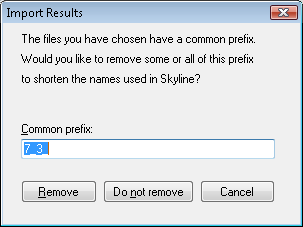 Import Results
The files you have chosen have a common prefix.
Would you like to remove some or all of this prefix
to shorten the names used in Skyline?
Common prefix:
7_3_
Remove
Do not remove
Cancel